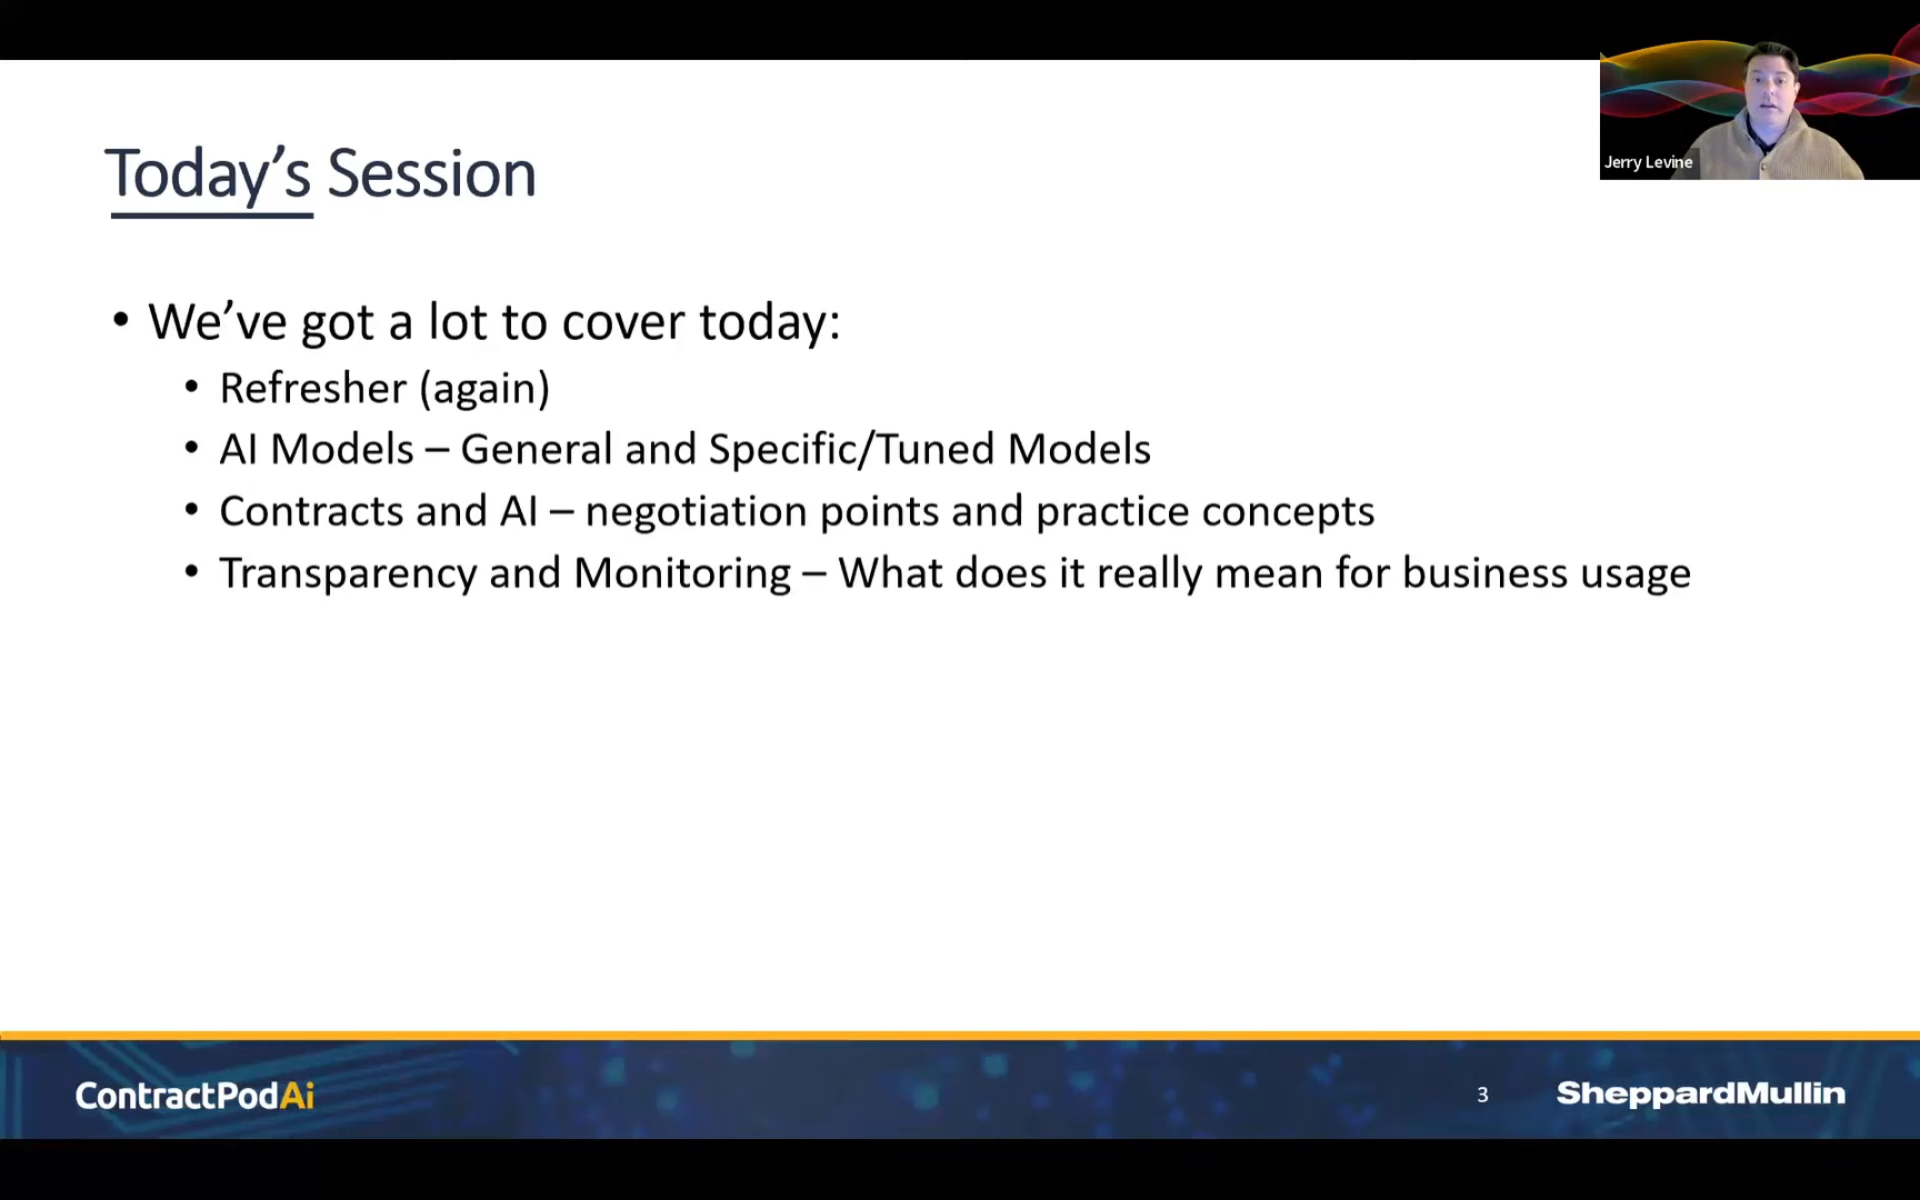 Jerry Levine
Today’s Session
• We’ve got a lot to cover today:
• Refresher (again)
• AI Models – General and Specific/Tuned Models
• Contracts and AI – negotiation points and practice concepts
• Transparency and Monitoring – What does it really mean for business usage
ContractPodAi
3
SheppardMullin